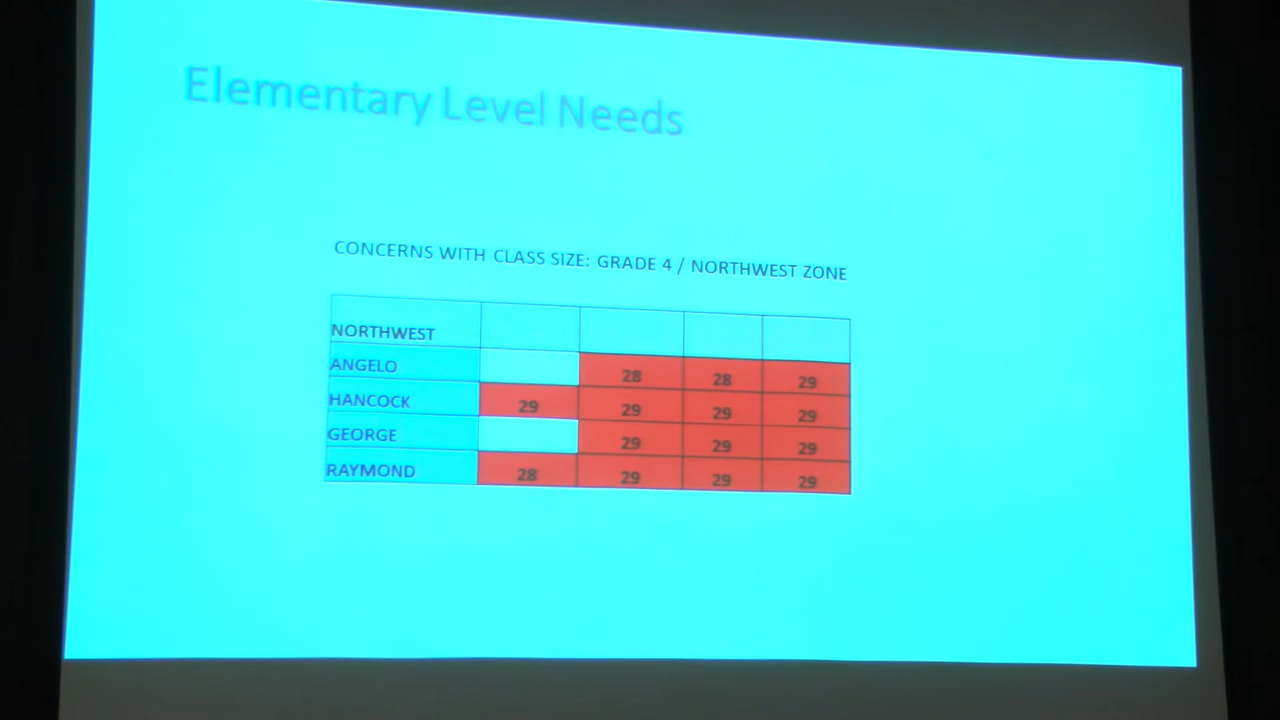 Elementary Level Needs
CONCERNS WITH CLASS SIZE: GRADE 4 / NORTHWEST ZONE
NORTHWEST
ANGELO 28 28 29
HANCOCK 29 29 29 29
GEORGE 29 29 29
RAYMOND 28 29 29 29